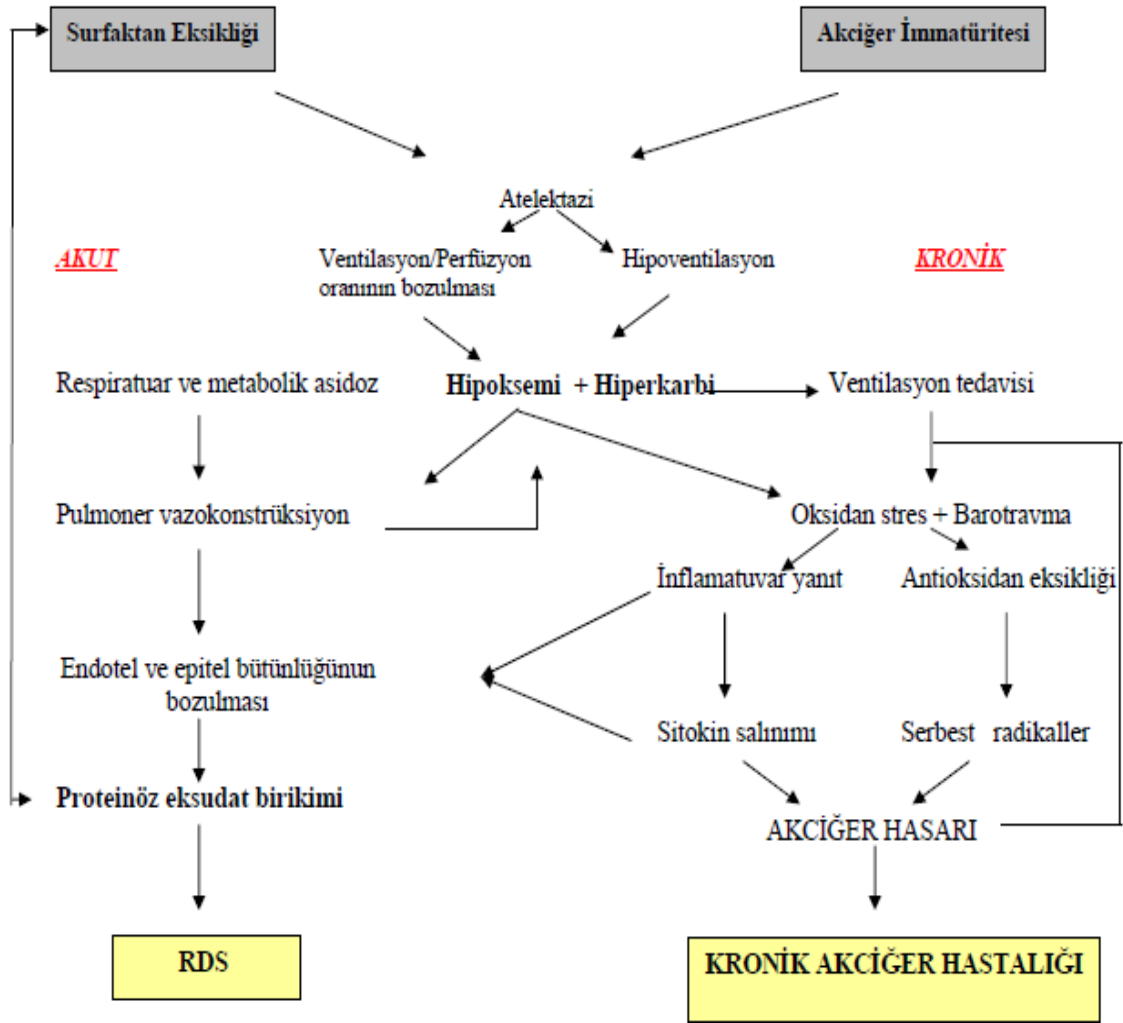 Surfaktan Eksikliği
Akciğer İmmatüritesi
Atelektazi
AKUT
Ventilasyon/Perfüzyon
oranının bozulması
Hipoventilasyon
KRONİK
Respiratuar ve metabolik asidoz
Hipoksemi + Hiperkarbi
Ventilasyon tedavisi
Pulmoner vazokonstrüksiyon
Oksidan stres + Barotravma
İnflamatuvar yanıt
Antioksidan eksikliği
Endotel ve epitel bütünlüğünün
bozulması
Sitokin salınımı
Serbest radikaller
Proteinöz eksudat birikimi
AKCİĞER HASARI
RDS
KRONİK AKCİĞER HASTALIĞI